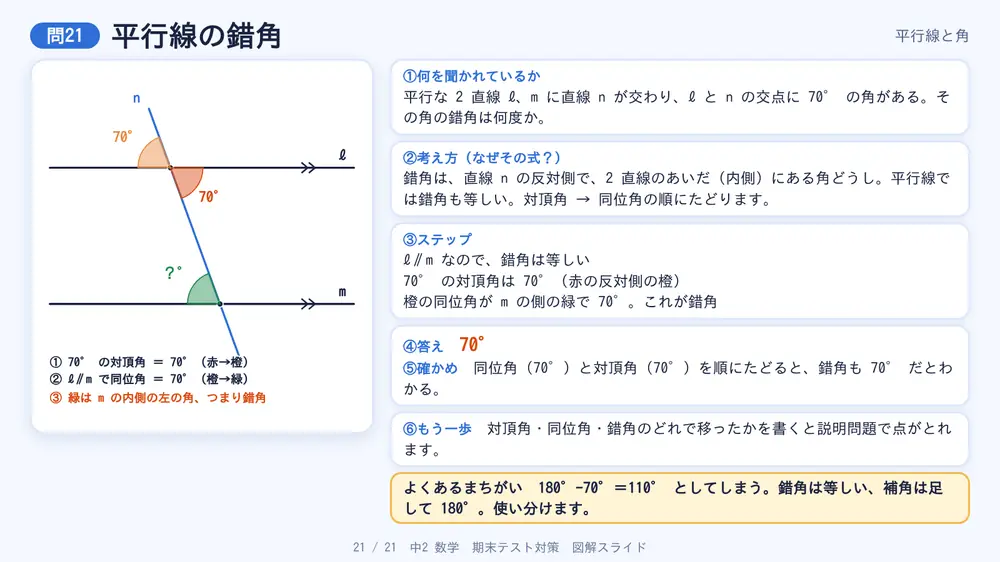 問21 平行線の錯角
平行線と角
n
70°
ℓ
70°
?°
m
① 70° の対頂角 = 70°（赤→橙）
② ℓ∥m で同位角 = 70°（橙→緑）
③ 緑は m の内側の左の角、つまり錯角
①何を聞かれているか
平行な 2 直線 ℓ、m に直線 n が交わり、ℓ と n の交点に 70° の角がある。そ
の角の錯角は何度か。
②考え方（なぜその式？）
錯角は、直線 n の反対側で、2 直線のあいだ（内側）にある角どうし。平行線で
は錯角も等しい。対頂角 → 同位角の順にたどります。
③ステップ
ℓ∥m なので、錯角は等しい
70° の対頂角は 70°（赤の反対側の橙）
橙の同位角が m の側の緑で 70°。これが錯角
④答え 70°
⑤確かめ 同位角（70°）と対頂角（70°）を順にたどると、錯角も 70° だとわ
かる。
⑥もう一歩 対頂角・同位角・錯角のどれで移ったかを書くと説明問題で点がとれ
ます。
よくあるまちがい 180°−70°＝110° としてしまう。錯角は等しい、補角は足
して 180°。使い分けます。
21 / 21 中2 数学 期末テスト対策 図解スライド